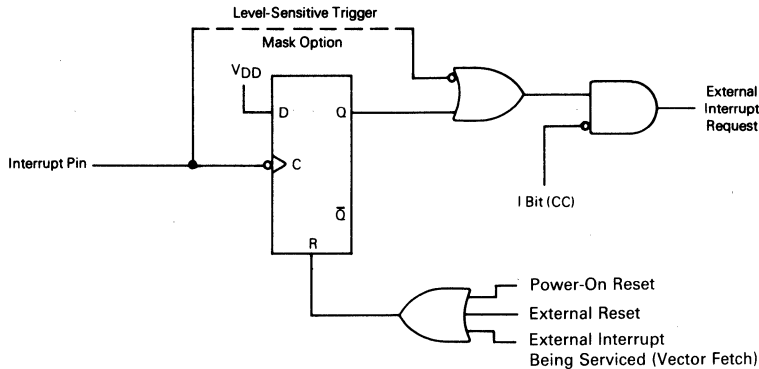 Level-Sensitive Trigger
Mask Option
VDD
D
Q
External
Interrupt
Request
Interrupt Pin
C
I Bit (CC)
Q̅
R
Power-On Reset
External Reset
External Interrupt
Being Serviced (Vector Fetch)